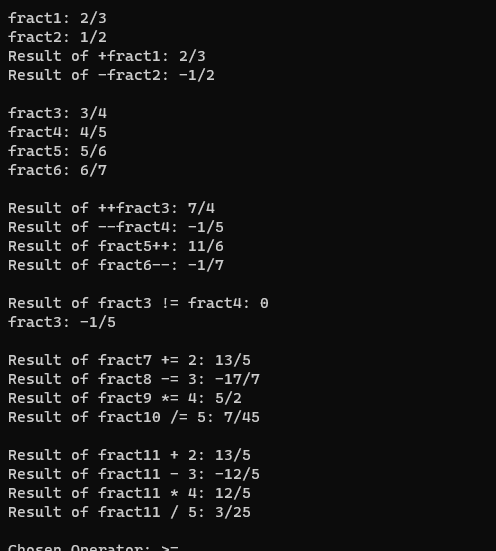 fract1: 2/3
fract2: 1/2
Result of +fract1: 2/3
Result of -fract2: -1/2
fract3: 3/4
fract4: 4/5
fract5: 5/6
fract6: 6/7
Result of ++fract3: 7/4
Result of --fract4: -1/5
Result of fract5++: 11/6
Result of fract6--: -1/7
Result of fract3 != fract4: 0
fract3: -1/5
Result of fract7 += 2: 13/5
Result of fract8 -= 3: -17/7
Result of fract9 *= 4: 5/2
Result of fract10 /= 5: 7/45
Result of fract11 + 2: 13/5
Result of fract11 - 3: -12/5
Result of fract11 * 4: 12/5
Result of fract11 / 5: 3/25
Chosen Operator: >=